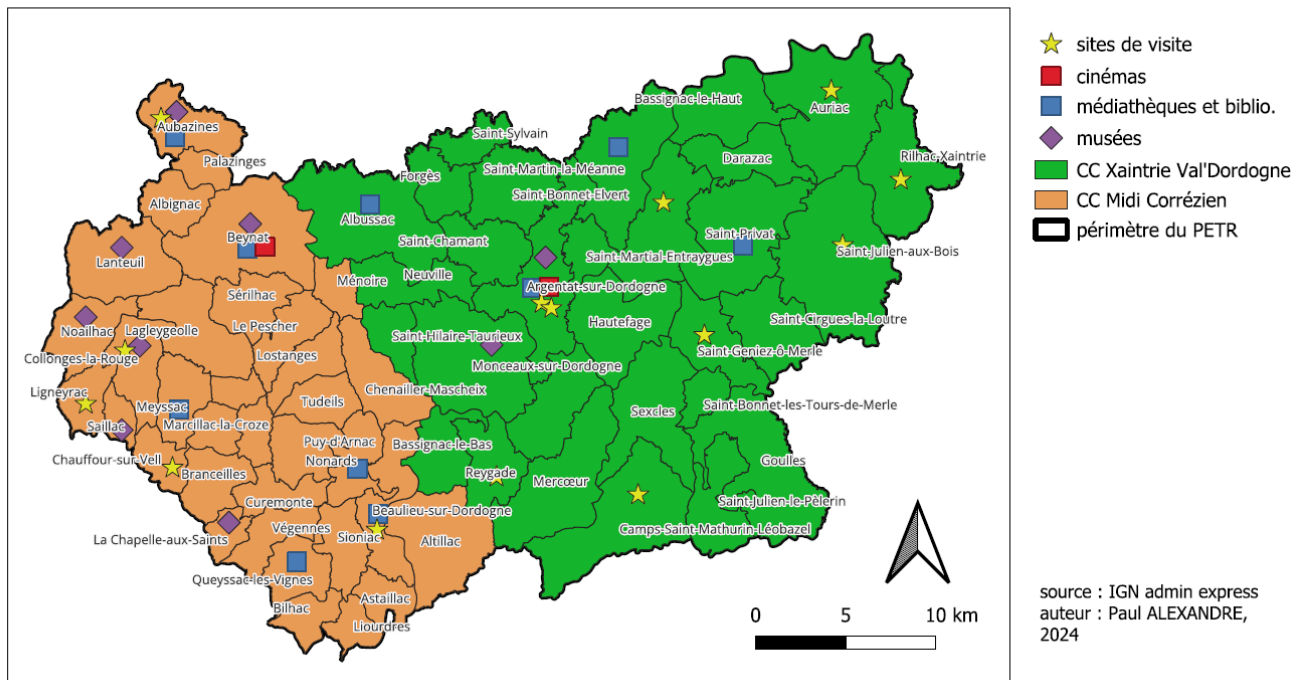 sites de visite
cinémas
médiathèques et biblio.
musées
CC Xaintrie Val'Dordogne
CC Midi Corrézien
périmètre du PETR
Bassignac-le-Haut
Auriac
Aubazines
Saint-Sylvain
Palazinges
Darazac
Rilhac-Xaintrie
Saint-Martin-la-Méanne
Forgès
Saint-Bonnet-Elvert
Albignac
Albussac
Beynat
Saint-Privat
Saint-Chamant
Saint-Julien-aux-Bois
Saint-Martial-Entraygues
Lanteuil
Neuville
Ménoire
Argentat-sur-Dordogne
Sérilhac
Saint-Cirgues-la-Loutre
Hautefage
Le Pescher
Noailhac
Lagleygeolle
Saint-Hilaire-Taurieux
Saint-Geniez-Ô-Merle
Lostanges
Collonges-la-Rouge
Monceaux-sur-Dordogne
Chenailler-Mascheix
Ligneyrac
Tudeils
Saint-Bonnet-les-Tours-de-Merle
Meyssac
Sexcles
Marcillac-la-Croze
Saillac
Puy-d'Arnac
Bassignac-le-Bas
Chauffour-sur-Vell
Nonards
Goulles
Branceilles
Reygade
Mercœur
Saint-Julien-le-Pèlerin
Curemonte
Beaulieu-sur-Dordogne
Végennes
Camps-Saint-Mathurin-Léobazel
Sioniac
La Chapelle-aux-Saints
Altillac
Queyssac-les-Vignes
Astaillac
Bilhac
Liourdres
0 5 10 km
source : IGN admin express
auteur : Paul ALEXANDRE,
2024